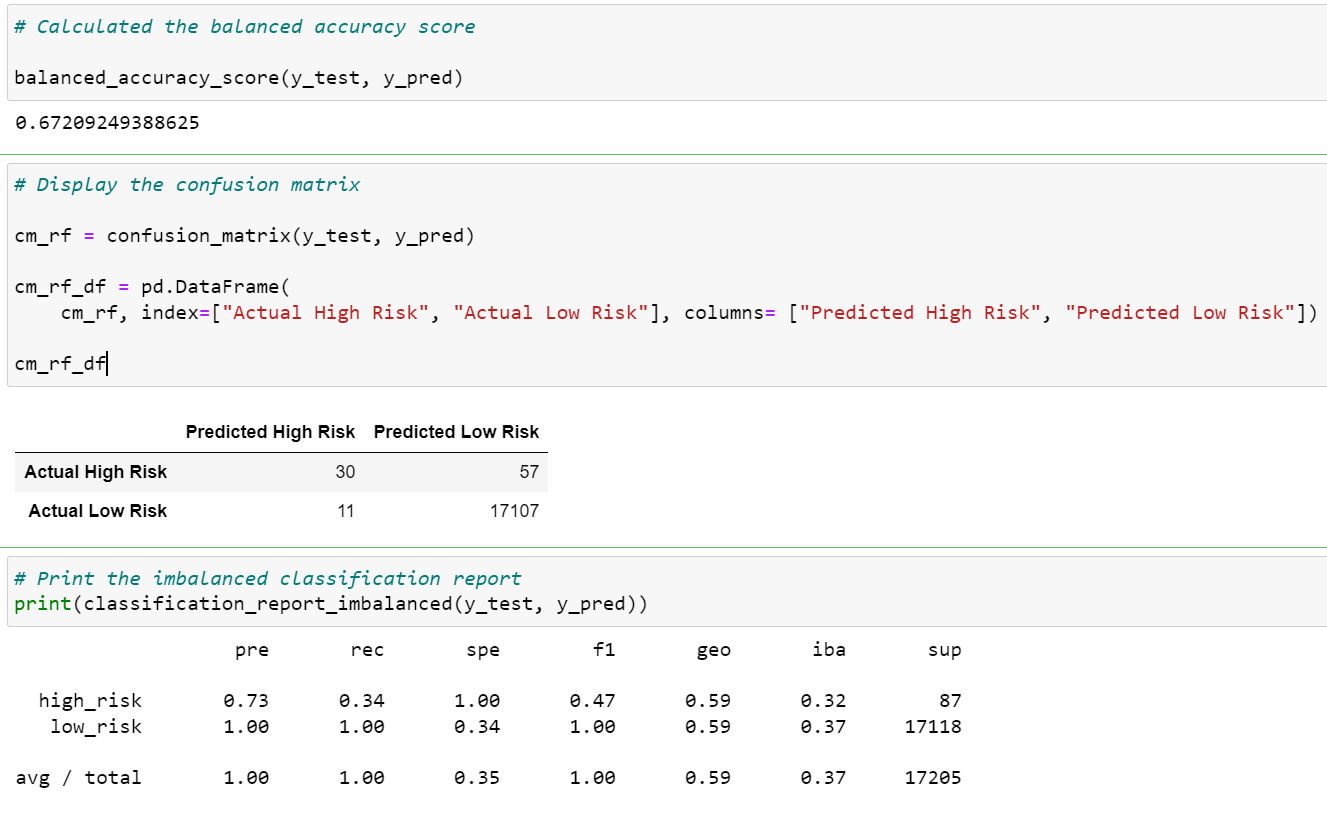 # Calculated the balanced accuracy score
balanced_accuracy_score(y_test, y_pred)
0.67209249388625
# Display the confusion matrix
cm_rf = confusion_matrix(y_test, y_pred)
cm_rf_df = pd.DataFrame(
    cm_rf, index=["Actual High Risk", "Actual Low Risk"], columns= ["Predicted High Risk", "Predicted Low Risk"])
cm_rf_df
Predicted High Risk Predicted Low Risk
Actual High Risk 30 57
Actual Low Risk 11 17107
# Print the imbalanced classification report
print(classification_report_imbalanced(y_test, y_pred))
pre rec spe f1 geo iba sup
high_risk 0.73 0.34 1.00 0.47 0.59 0.32 87
low_risk 1.00 1.00 0.34 1.00 0.59 0.37 17118
avg / total 1.00 1.00 0.35 1.00 0.59 0.37 17205